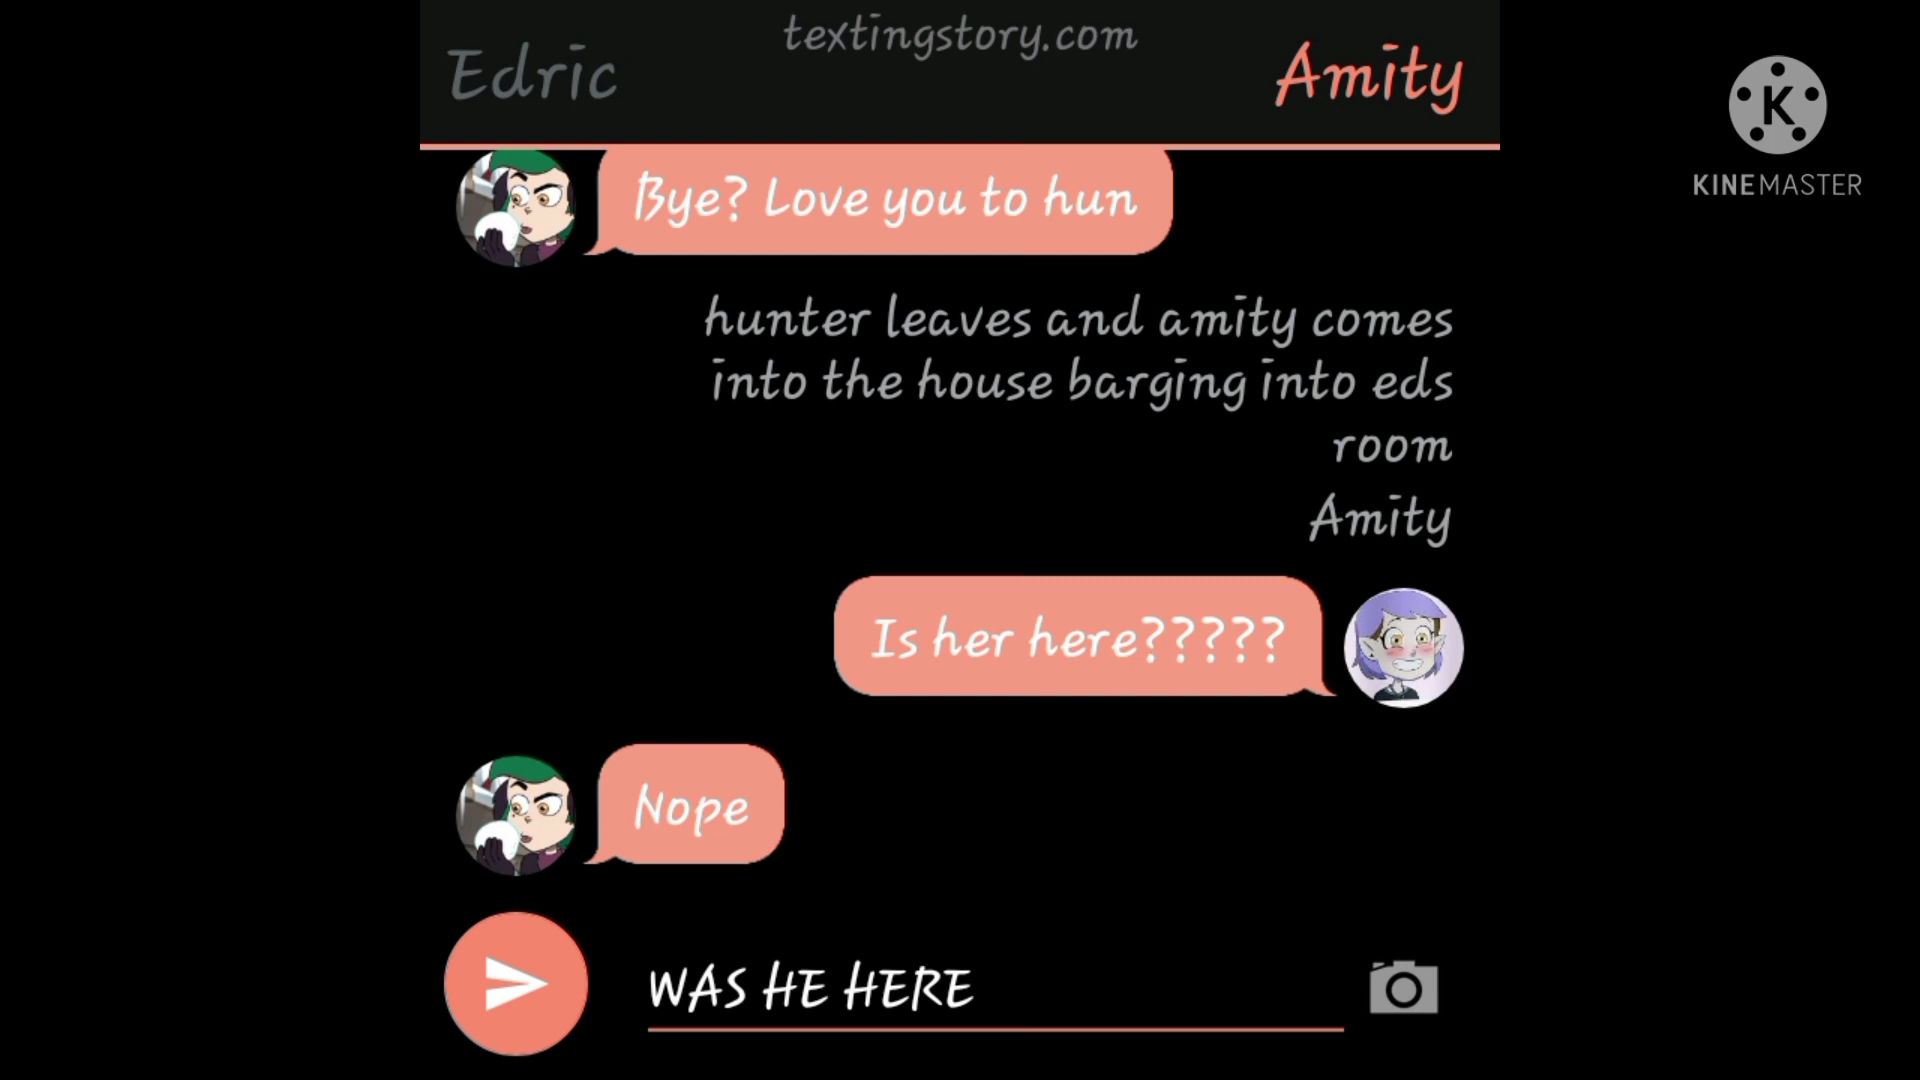 textingstory.com
Edric
Amity
K
KINEMASTER
Bye? Love you to hun
hunter leaves and amity comes
into the house barging into eds
room
Amity
Is her here?????
Nope
WAS HE HERE